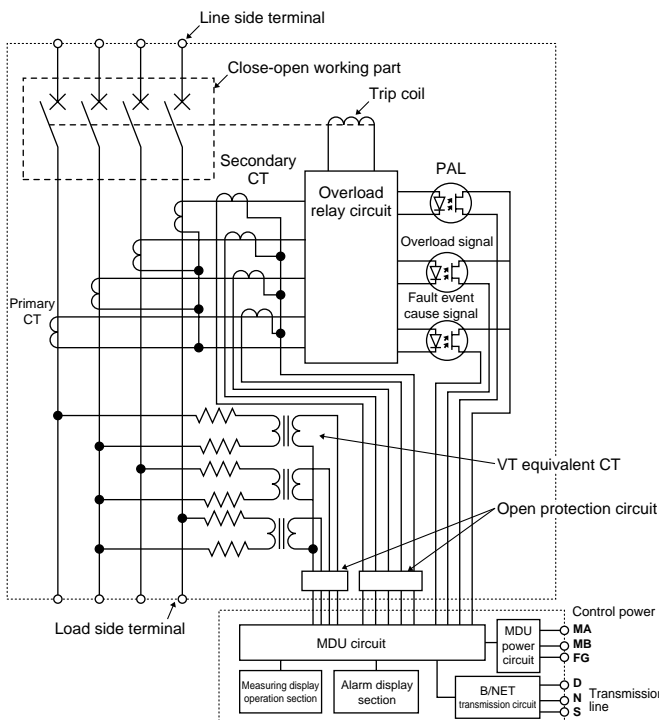 Line side terminal
Close-open working part
Trip coil
Secondary
CT
PAL
Overload
relay circuit
Overload signal
Primary
CT
Fault event
cause signal
VT equivalent CT
Open protection circuit
Load side terminal
Control power
MDU circuit
MDU
power
circuit
MA
MB
FG
Measuring display
operation section
Alarm display
section
B/NET
transmission circuit
D
N
S
Transmission
line